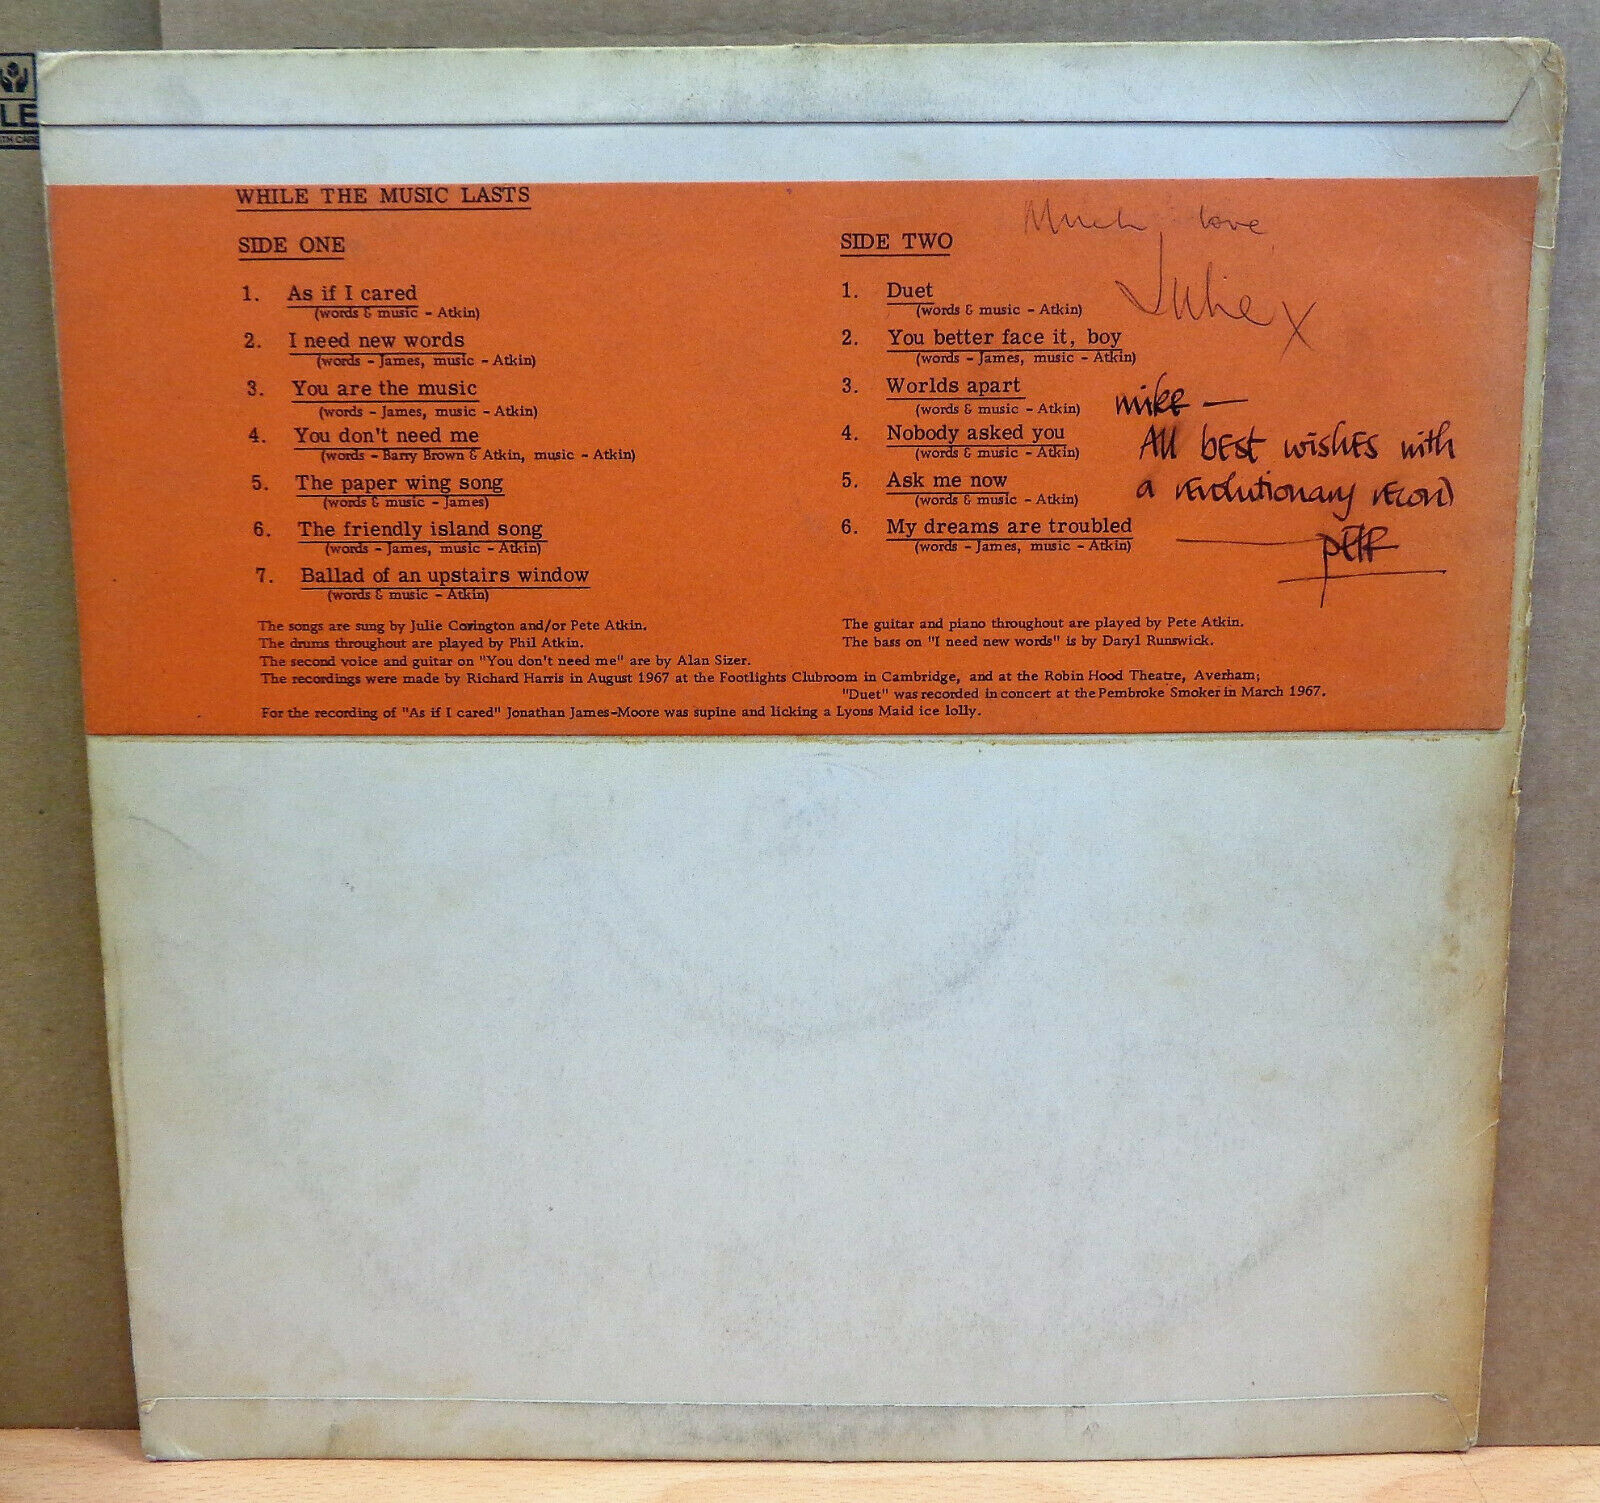 LE
TH CARE
WHILE THE MUSIC LASTS
SIDE ONE
1. As if I cared
(words & music - Atkin)
2. I need new words
(words - James, music - Atkin)
3. You are the music
(words - James, music - Atkin)
4. You don't need me
(words - Barry Brown & Atkin, music - Atkin)
5. The paper wing song
(words & music - James)
6. The friendly island song
(words - James, music - Atkin)
7. Ballad of an upstairs window
(words & music - Atkin)
The songs are sung by Julie Covington and/or Pete Atkin.
The drums throughout are played by Phil Atkin.
The second voice and guitar on "You don't need me" are by Alan Sizer.
The recordings were made by Richard Harris in August 1967 at the Footlights Clubroom in Cambridge, and at the Robin Hood Theatre, Averham;
"Duet" was recorded in concert at the Pembroke Smoker in March 1967.
For the recording of "As if I cared" Jonathan James-Moore was supine and licking a Lyons Maid ice lolly.
SIDE TWO
1. Duet
(words & music - Atkin)
2. You better face it, boy
(words - James, music - Atkin)
3. Worlds apart
(words & music - Atkin)
4. Nobody asked you
(words & music - Atkin)
5. Ask me now
(words & music - Atkin)
6. My dreams are troubled
(words - James, music - Atkin)
The guitar and piano throughout are played by Pete Atkin.
The bass on "I need new words" is by Daryl Runswick.
Much love,
Julie x
mike —
All best wishes with
a revolutionary record
— pete